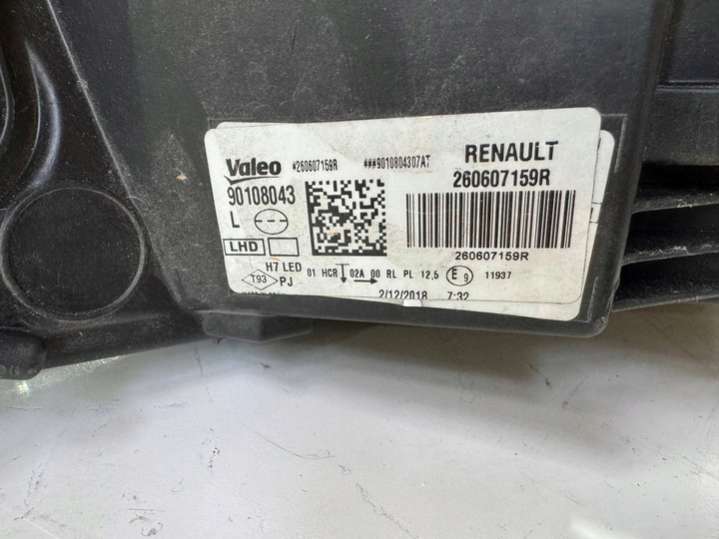 Valeo *260607159R ###9010804307AT RENAULT
90108043 260607159R
L
LHD 260607159R
H7 LED 01 HCR 02A 00 RL PL 12,5 E9 11937
T93 PJ 2/12/2018 7:32